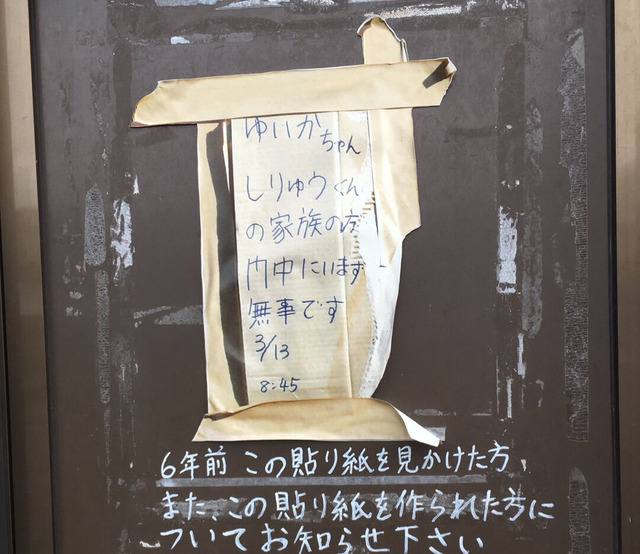 ゆいかちゃん
しりゅうくん
の家族の方
門中にいます
無事です
3/13
8:45
6年前 この貼り紙を見かけた方
また、この貼り紙を作られた方に
ついてお知らせ下さい